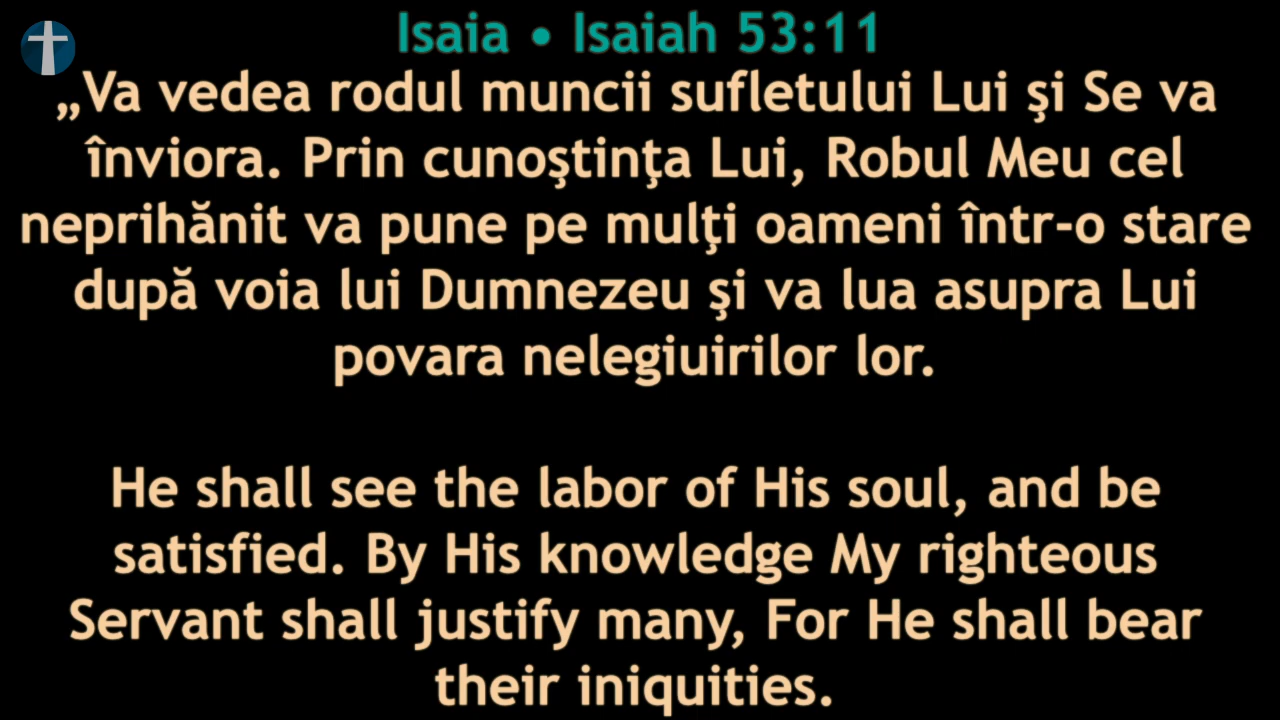 Isaia • Isaiah 53:11
„Va vedea rodul muncii sufletului Lui şi Se va
înviora. Prin cunoştinţa Lui, Robul Meu cel
neprihănit va pune pe mulţi oameni într-o stare
după voia lui Dumnezeu şi va lua asupra Lui
povara nelegiuirilor lor.
He shall see the labor of His soul, and be
satisfied. By His knowledge My righteous
Servant shall justify many, For He shall bear
their iniquities.